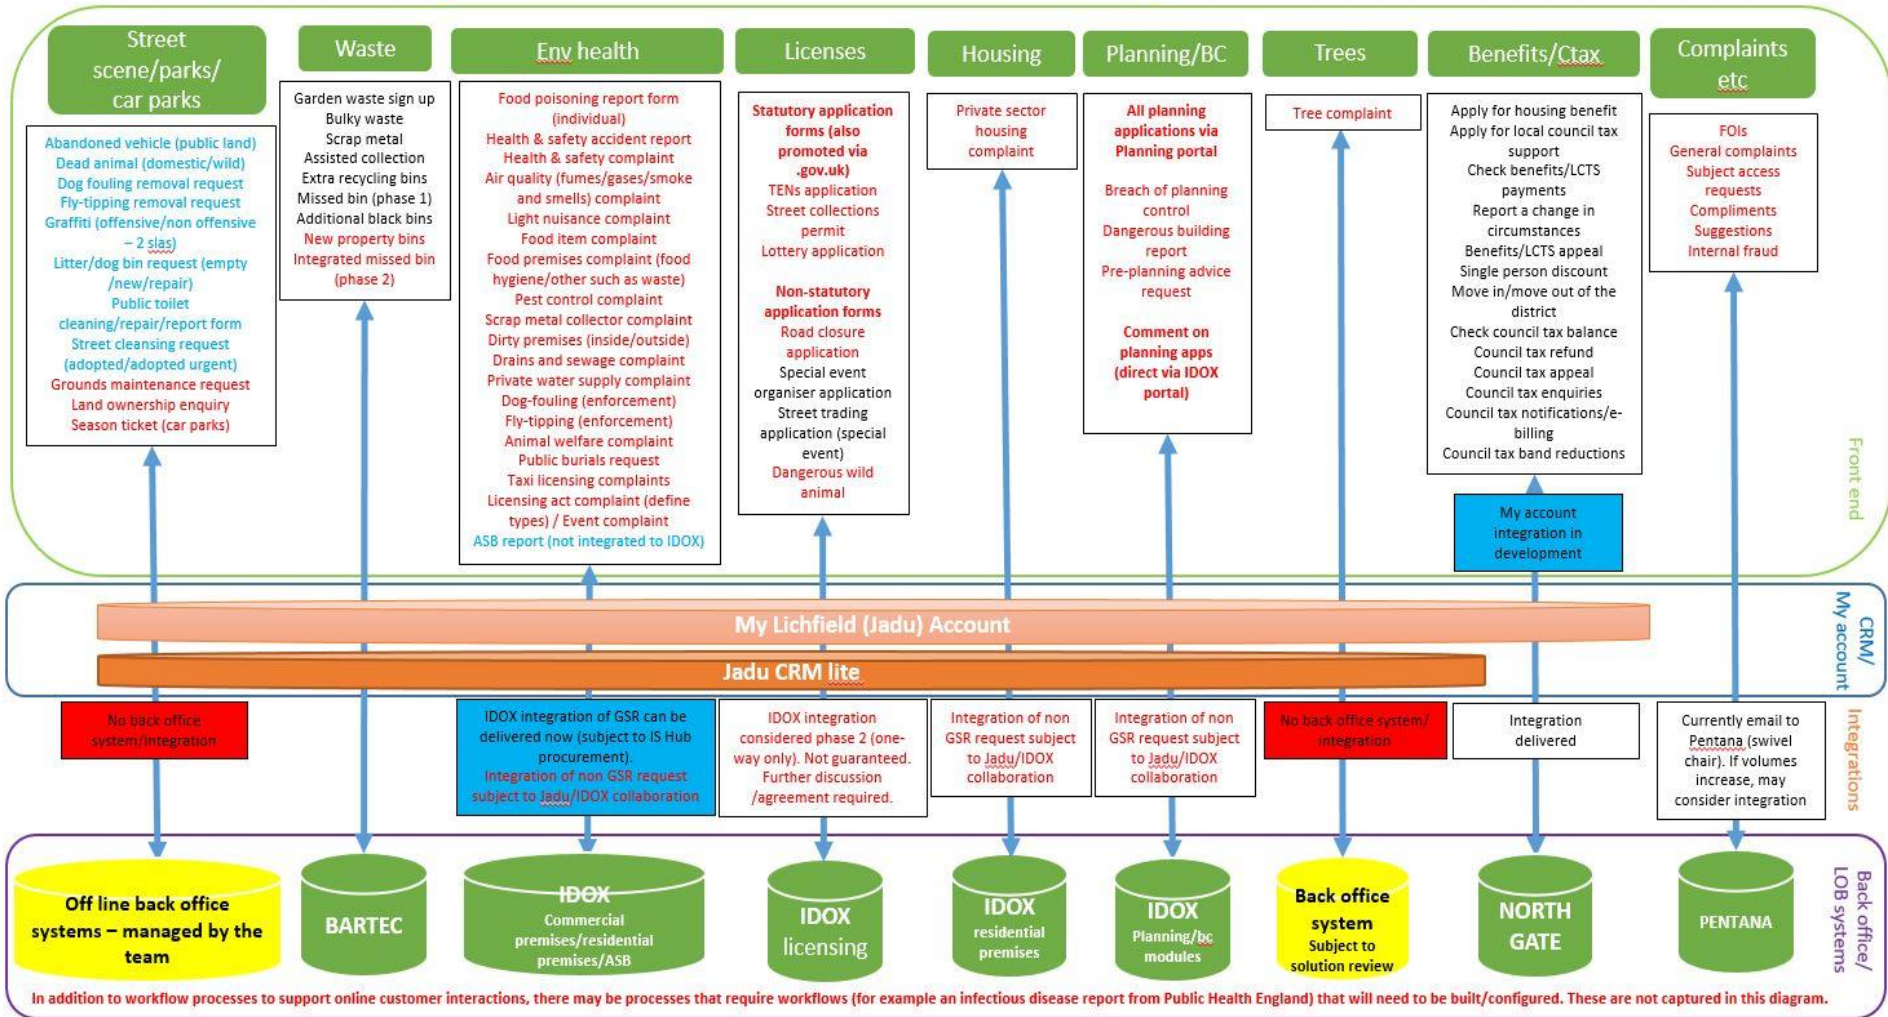 Street
scene/parks/
car parks
Abandoned vehicle (public land)
Dead animal (domestic/wild)
Dog fouling removal request
Fly-tipping removal request
Graffiti (offensive/non offensive
– 2 slas)
Litter/dog bin request (empty
/new/repair)
Public toilet
cleaning/repair/report form
Street cleansing request
(adopted/adopted urgent)
Grounds maintenance request
Land ownership enquiry
Season ticket (car parks)
Waste
Garden waste sign up
Bulky waste
Scrap metal
Assisted collection
Extra recycling bins
Missed bin (phase 1)
Additional black bins
New property bins
Integrated missed bin
(phase 2)
Env health
Food poisoning report form
(individual)
Health & safety accident report
Health & safety complaint
Air quality (fumes/gases/smoke
and smells) complaint
Light nuisance complaint
Food item complaint
Food premises complaint (food
hygiene/other such as waste)
Pest control complaint
Scrap metal collector complaint
Dirty premises (inside/outside)
Drains and sewage complaint
Private water supply complaint
Dog-fouling (enforcement)
Fly-tipping (enforcement)
Animal welfare complaint
Public burials request
Taxi licensing complaints
Licensing act complaint (define
types) / Event complaint
ASB report (not integrated to IDOX)
Licenses
Statutory application
forms (also
promoted via
.gov.uk)
TENs application
Street collections
permit
Lottery application
Non-statutory
application forms
Road closure
application
Special event
organiser application
Street trading
application (special
event)
Dangerous wild
animal
Housing
Private sector
housing
complaint
Planning/BC
All planning
applications via
Planning portal
Breach of planning
control
Dangerous building
report
Pre-planning advice
request
Comment on
planning apps
(direct via IDOX
portal)
Trees
Tree complaint
Benefits/Ctax
Apply for housing benefit
Apply for local council tax
support
Check benefits/LCTS
payments
Report a change in
circumstances
Benefits/LCTS appeal
Single person discount
Move in/move out of the
district
Check council tax balance
Council tax refund
Council tax appeal
Council tax enquiries
Council tax notifications/e-
billing
Council tax band reductions
My account
integration in
development
Complaints
etc
FOIs
General complaints
Subject access
requests
Compliments
Suggestions
Internal fraud
Front end
My Lichfield (Jadu) Account
Jadu CRM lite
CRM/
My account
No back office
system/integration
IDOX integration of GSR can be
delivered now (subject to IS Hub
procurement).
Integration of non GSR request
subject to Jadu/IDOX collaboration
IDOX integration
considered phase 2 (one-
way only). Not guaranteed.
Further discussion
/agreement required.
Integration of non
GSR request subject
to Jadu/IDOX
collaboration
Integration of non
GSR request subject
to Jadu/IDOX
collaboration
No back office system/
integration
Integration
delivered
Currently email to
Pentana (swivel
chair). If volumes
increase, may
consider integration
Integrations
Off line back office
systems – managed by the
team
BARTEC
IDOX
Commercial
premises/residential
premises/ASB
IDOX
licensing
IDOX
residential
premises
IDOX
Planning/bc
modules
Back office
system
Subject to
solution review
NORTH
GATE
PENTANA
Back office/
LOB systems
In addition to workflow processes to support online customer interactions, there may be processes that require workflows (for example an infectious disease report from Public Health England) that will need to be built/configured. These are not captured in this diagram.